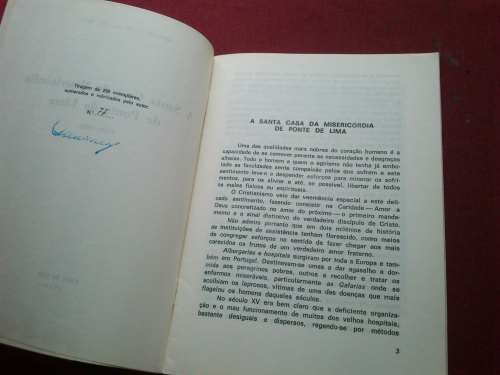 Tiragem de 250 exemplares,
numerados e rubricados pelo autor.
N.º 77
A SANTA CASA DA MISERICÓRDIA
DE PONTE DE LIMA
Uma das qualidades mais nobres do coração humano é a
capacidade de se comover perante as necessidades e desgraças
alheias. Todo o homem a quem o egoísmo não tenha já embo-
tado as faculdades sente compaixão pelos que sofrem e este
sentimento leva-o a despender esforços para minorar os sofri-
mentos, para os aliviar e até, se possível, libertar de todos
os meios físicos ou espirituais.
O Cristianismo veio dar veemência especial a este deli-
cado sentimento, fazendo consistir na Caridade — Amor a
Deus concretizado no amor do próximo — o primeiro manda-
mento e o sinal distintivo do verdadeiro discípulo de Cristo.
Não admira portanto que em dois milénios de história
as instituições de assistência tenham florescido, como meios
de congregar esforços no sentido de fazer chegar aos mais
carecidos os frutos de um verdadeiro amor fraterno.
Albergarias e hospitais surgiram por toda a Europa e tam-
bém em Portugal. Destinavam-se umas a dar agasalho e dor-
mida aos peregrinos pobres, outros a recolher e tratar os
enfermos miseráveis, particularmente as Gafarias onde se
acolhiam os leprosos, vítimas de uma das doenças que mais
flagelou os homens daqueles séculos.
No século XV era bem claro que a deficiente organiza-
ção e o mau funcionamento de muitos dos velhos hospitais,
bastante desiguais e dispersos, regendo-se por métodos
3